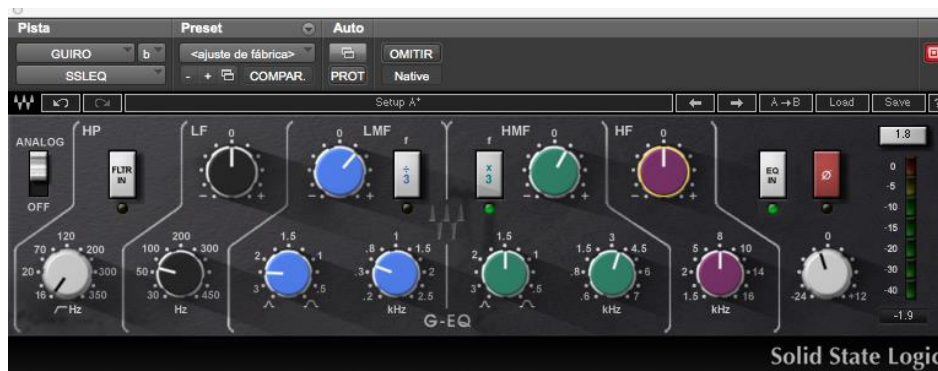 Pista Preset Auto
GUIRO b <ajuste de fábrica> OMITIR
SSLEQ - + COMPAR. PROT Native
Setup A* A→B Load Save ?
HP LF 0 LMF 0 f HMF f HF 0
ANALOG FLTR IN ÷ 3 x 3 EQ IN Ø 1.8
OFF
0
-5
-10
-15
-20
-30
-40
-1.9
120 70 200 20 300 16 350 Hz
200 100 300 50 30 450 Hz
1.5 2 1 .5
1 .8 1.5 .3 2 .2 2.5 kHz
1.5 2 1 .5
3 1.5 4.5 .8 6 .6 7 kHz
8 5 10 2 14 1.5 16 kHz
0 -24 +12
G-EQ
Solid State Logic